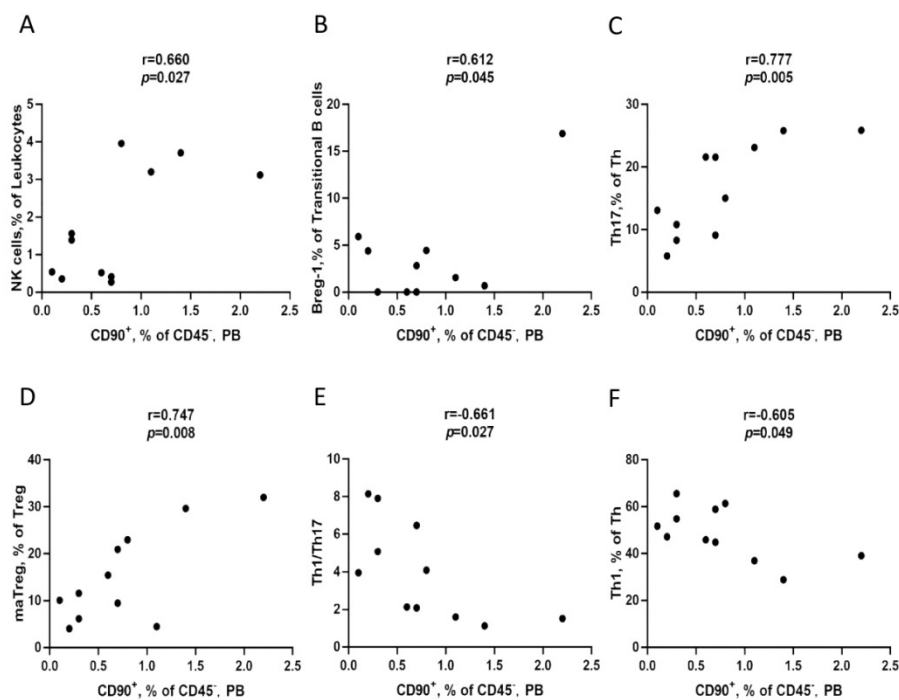 A
r=0.660
p=0.027
NK cells,% of Leukocytes
5
4
3
2
1
0
0.0 0.5 1.0 1.5 2.0 2.5
CD90⁺, % of CD45⁻. PB
B
r=0.612
p=0.045
Breg-1,% of Transitional B cells
20
15
10
5
0
0.0 0.5 1.0 1.5 2.0 2.5
CD90⁺, % of CD45⁻. PB
C
r=0.777
p=0.005
Th17,% of Th
30
20
10
0
0.0 0.5 1.0 1.5 2.0 2.5
CD90⁺, % of CD45⁻. PB
D
r=0.747
p=0.008
maTreg, % of Treg
40
30
20
10
0
0.0 0.5 1.0 1.5 2.0 2.5
CD90⁺, % of CD45⁻. PB
E
r=-0.661
p=0.027
Th1/Th17
10
8
6
4
2
0
0.0 0.5 1.0 1.5 2.0 2.5
CD90⁺, % of CD45⁻. PB
F
r=-0.605
p=0.049
Th1, % of Th
80
60
40
20
0
0.0 0.5 1.0 1.5 2.0 2.5
CD90⁺, % of CD45⁻. PB